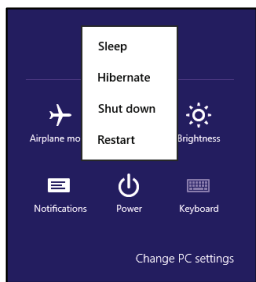 Sleep
Hibernate
Shut down
Restart
Airplane mo
Brightness
Notifications
Power
Keyboard
Change PC settings